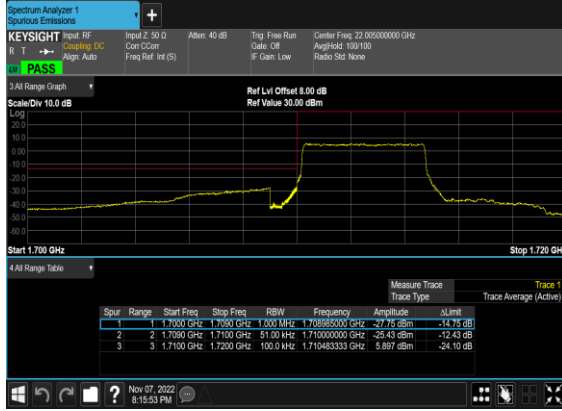 Spectrum Analyzer 1
Spurious Emissions
+
KEYSIGHT Input: RF Input Z: 50 Ω Atten: 40 dB Trig: Free Run Center Freq: 22.005000000 GHz
R T Coupling: DC Corr CCorr Gate: Off Avg|Hold: 100/100
Align: Auto Freq Ref: Int (S) IF Gain: Low Radio Std: None
PASS
3 All Range Graph
Ref Lvl Offset 8.00 dB
Scale/Div 10.0 dB Ref Value 30.00 dBm
Log
20.0
10.0
0.00
-10.0
-20.0
-30.0
-40.0
-50.0
-60.0
Start 1.700 GHz Stop 1.720 GH
4 All Range Table
Measure Trace Trace 1
Trace Type Trace Average (Active)
Spur Range Start Freq Stop Freq RBW Frequency Amplitude ΔLimit
1 1 1.7000 GHz 1.7090 GHz 1.000 MHz 1.708985000 GHz -27.75 dBm -14.75 dB
2 2 1.7090 GHz 1.7100 GHz 51.00 kHz 1.710000000 GHz -25.43 dBm -12.43 dB
3 3 1.7100 GHz 1.7200 GHz 100.0 kHz 1.710483333 GHz 5.897 dBm -24.10 dB
? Nov 07, 2022
8:15:53 PM